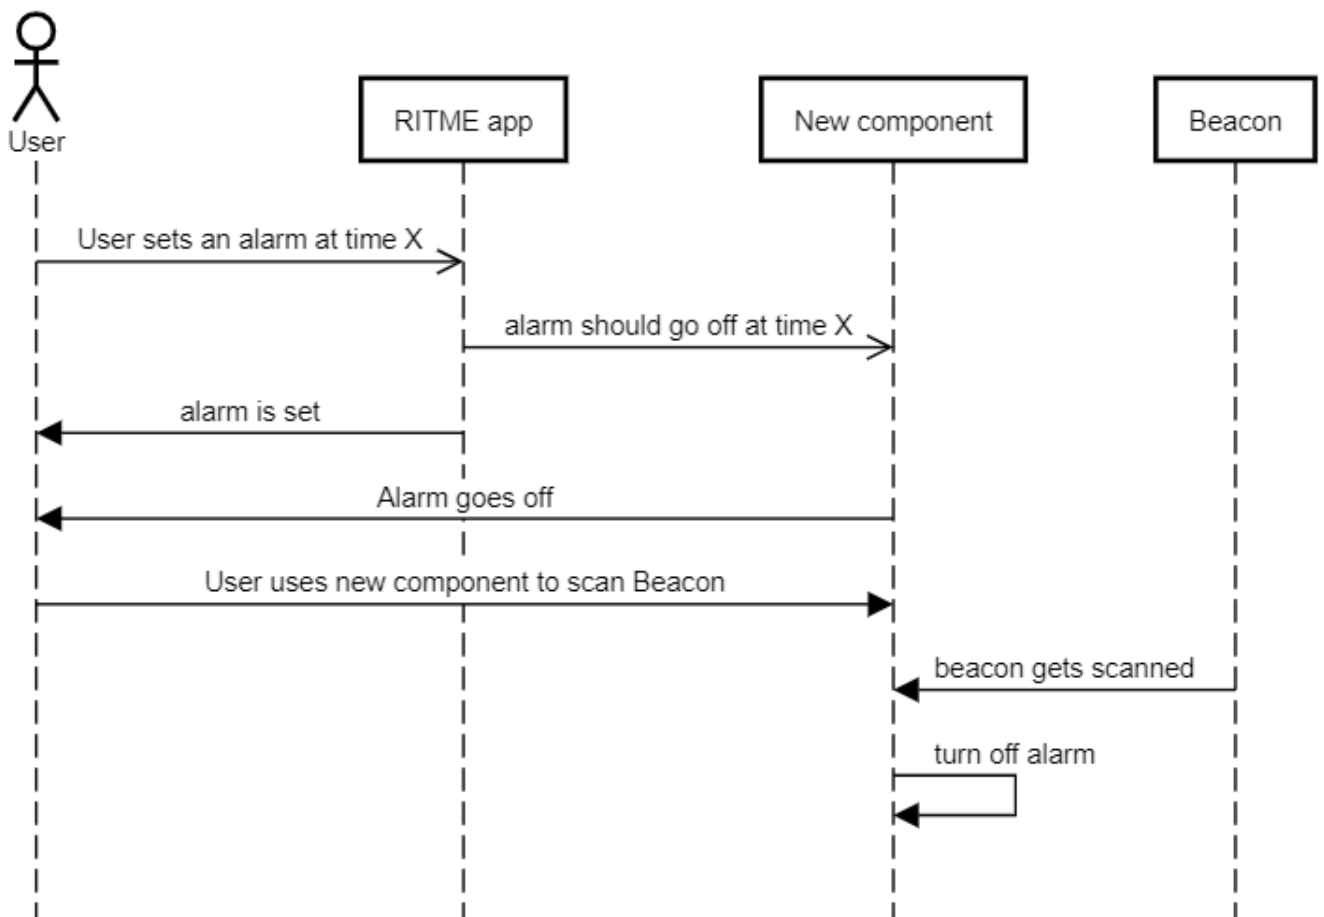 User
RITME app
New component
Beacon
User sets an alarm at time X
alarm should go off at time X
alarm is set
Alarm goes off
User uses new component to scan Beacon
beacon gets scanned
turn off alarm